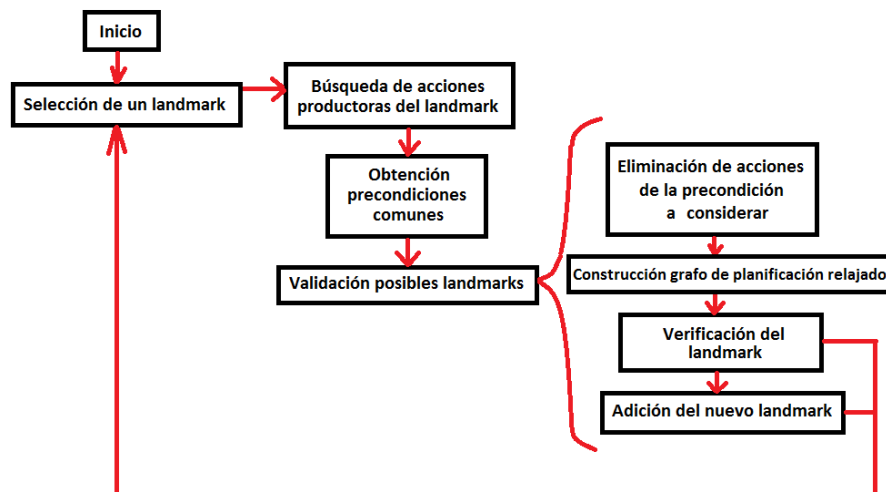 Inicio
Selección de un landmark
Búsqueda de acciones
productoras del landmark
Obtención
precondiciones
comunes
Validación posibles landmarks
Eliminación de acciones
de la precondición
a considerar
Construcción grafo de planificación relajado
Verificación del
landmark
Adición del nuevo landmark